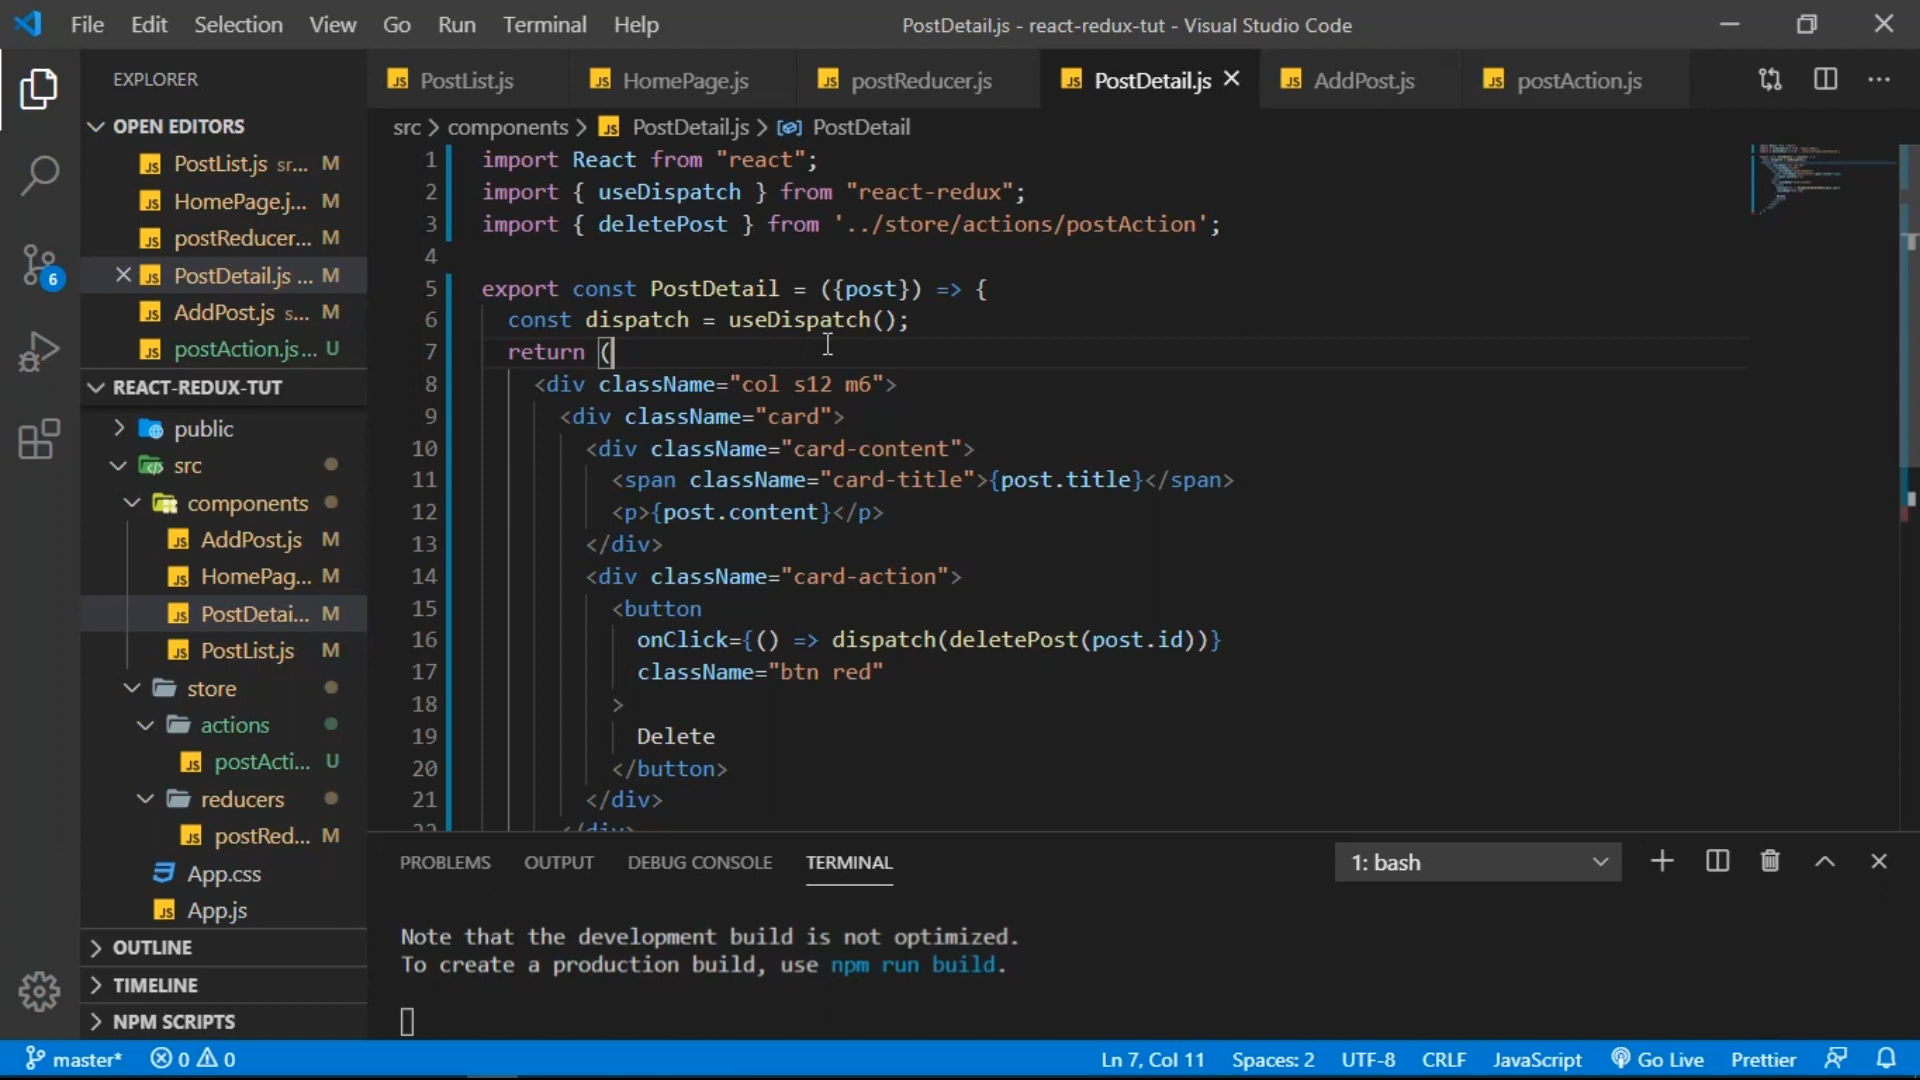 File Edit Selection View Go Run Terminal Help PostDetail.js - react-redux-tut - Visual Studio Code
EXPLORER
OPEN EDITORS
PostList.js sr... M
HomePage.j... M
postReducer... M
PostDetail.js ... M
AddPost.js s... M
postAction.js... U
REACT-REDUX-TUT
public
src
components
AddPost.js M
HomePag... M
PostDetai... M
PostList.js M
store
actions
postActi... U
reducers
postRed... M
App.css
App.js
OUTLINE
TIMELINE
NPM SCRIPTS
6
PostList.js HomePage.js postReducer.js PostDetail.js AddPost.js postAction.js
src > components > PostDetail.js > PostDetail
1 import React from "react";
2 import { useDispatch } from "react-redux";
3 import { deletePost } from '../store/actions/postAction';
4
5 export const PostDetail = ({post}) => {
6 const dispatch = useDispatch();
7 return (
8 <div className="col s12 m6">
9 <div className="card">
10 <div className="card-content">
11 <span className="card-title">{post.title}</span>
12 <p>{post.content}</p>
13 </div>
14 <div className="card-action">
15 <button
16 onClick={() => dispatch(deletePost(post.id))}
17 className="btn red"
18 >
19 Delete
20 </button>
21 </div>
22 </div>
PROBLEMS OUTPUT DEBUG CONSOLE TERMINAL 1: bash
Note that the development build is not optimized.
To create a production build, use npm run build.
master* 0 0 Ln 7, Col 11 Spaces: 2 UTF-8 CRLF JavaScript Go Live Prettier